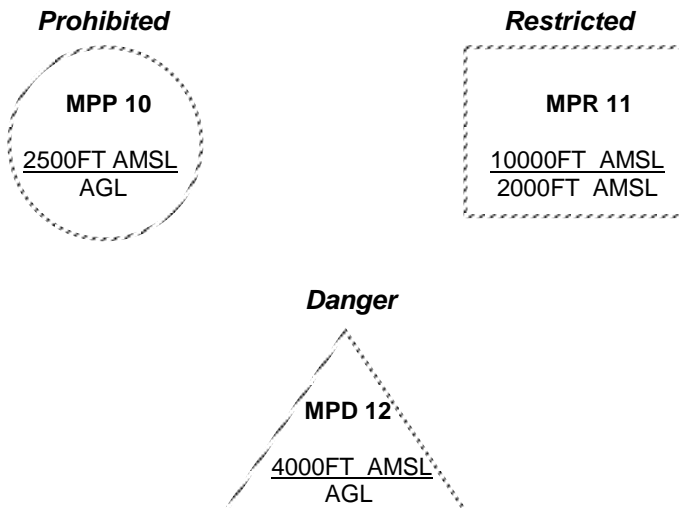 Prohibited
Restricted
MPP 10
2500FT AMSL
AGL
MPR 11
10000FT AMSL
2000FT AMSL
Danger
MPD 12
4000FT AMSL
AGL